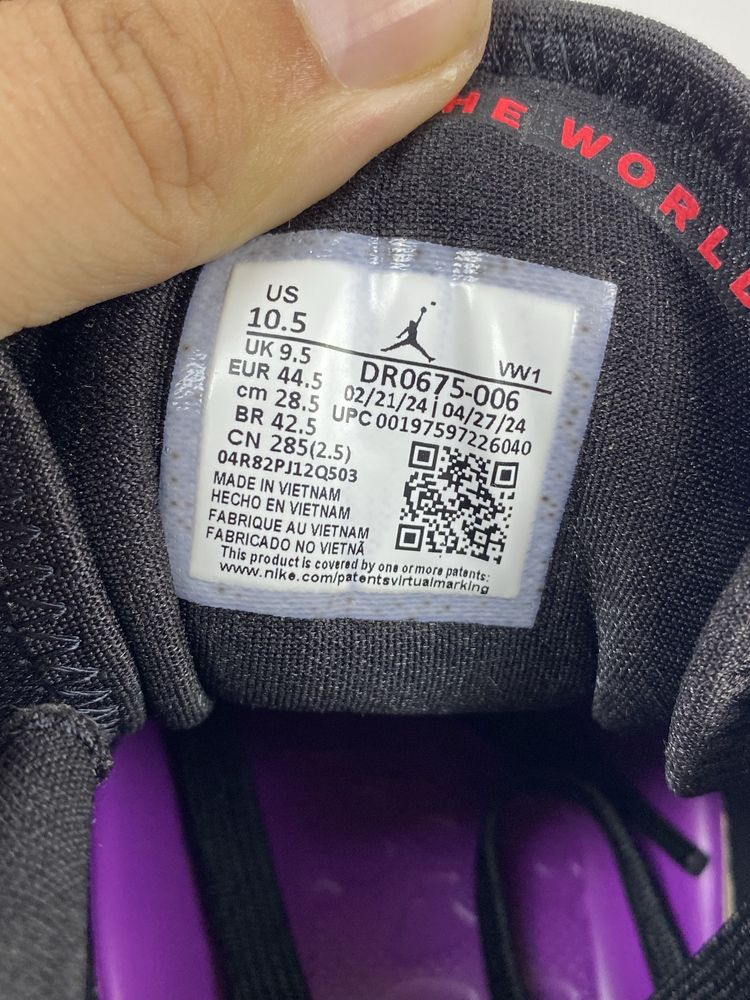 HE WORLD
US
10.5
UK 9.5
EUR 44.5
cm 28.5
BR 42.5
CN 285(2.5)
04R82PJ12Q503
VW1
DR0675-006
02/21/24 | 04/27/24
UPC 00197597226040
MADE IN VIETNAM
HECHO EN VIETNAM
FABRIQUE AU VIETNAM
FABRICADO NO VIETNÃ
This product is covered by one or more patents:
www.nike.com/patentsvirtualmarking